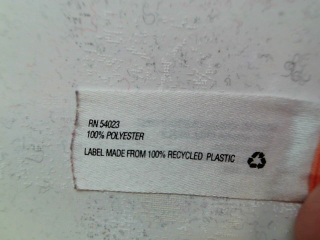 RN 54023
100% POLYESTER
LABEL MADE FROM 100% RECYCLED PLASTIC